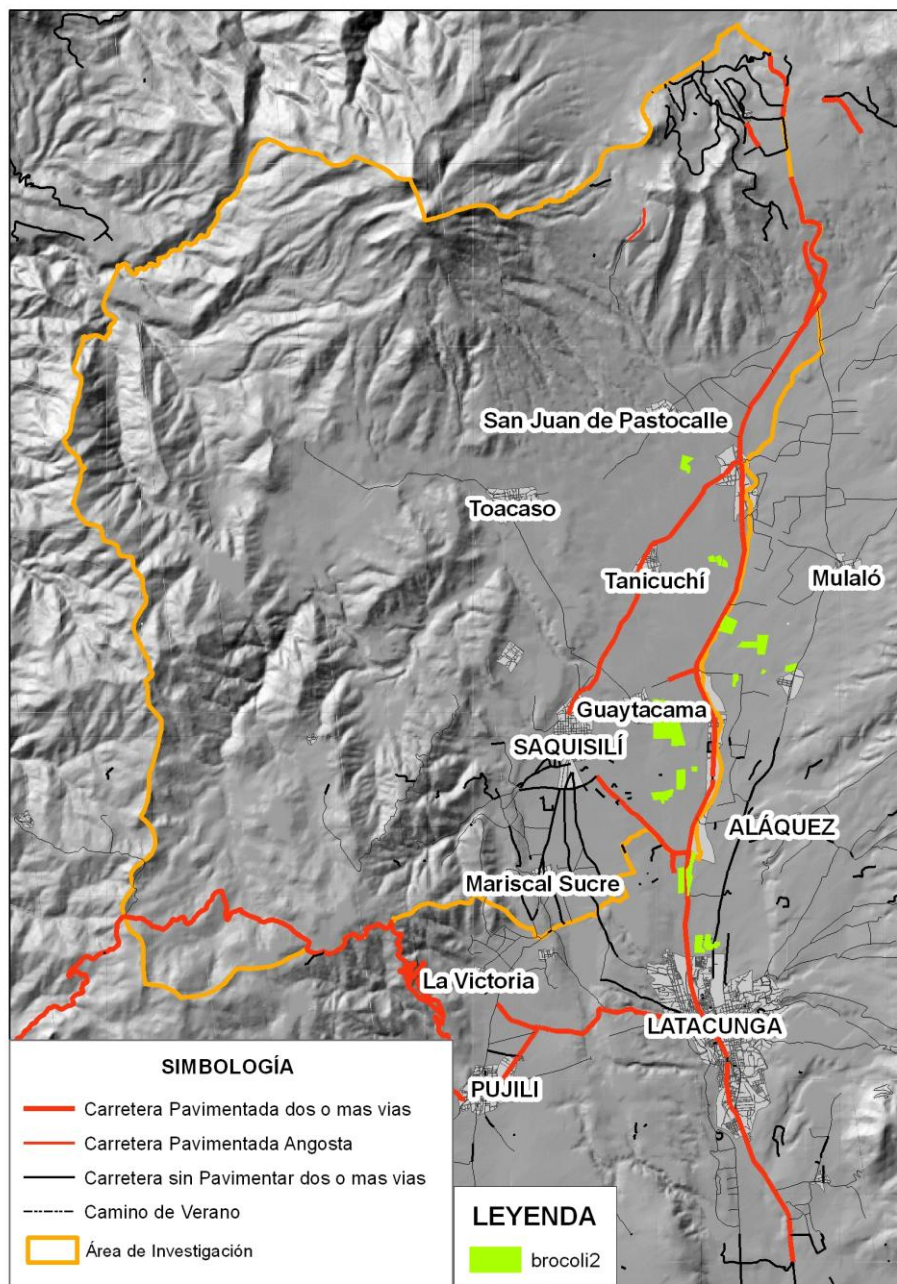 San Juan de Pastocalle
Toacaso
Tanicuchí
Mulaló
Guaytacama
SAQUISILÍ
ALÁQUEZ
Mariscal Sucre
La Victoria
LATACUNGA
PUJILI
SIMBOLOGÍA
Carretera Pavimentada dos o mas vias
Carretera Pavimentada Angosta
Carretera sin Pavimentar dos o mas vias
Camino de Verano
Área de Investigación
LEYENDA
brocoli2